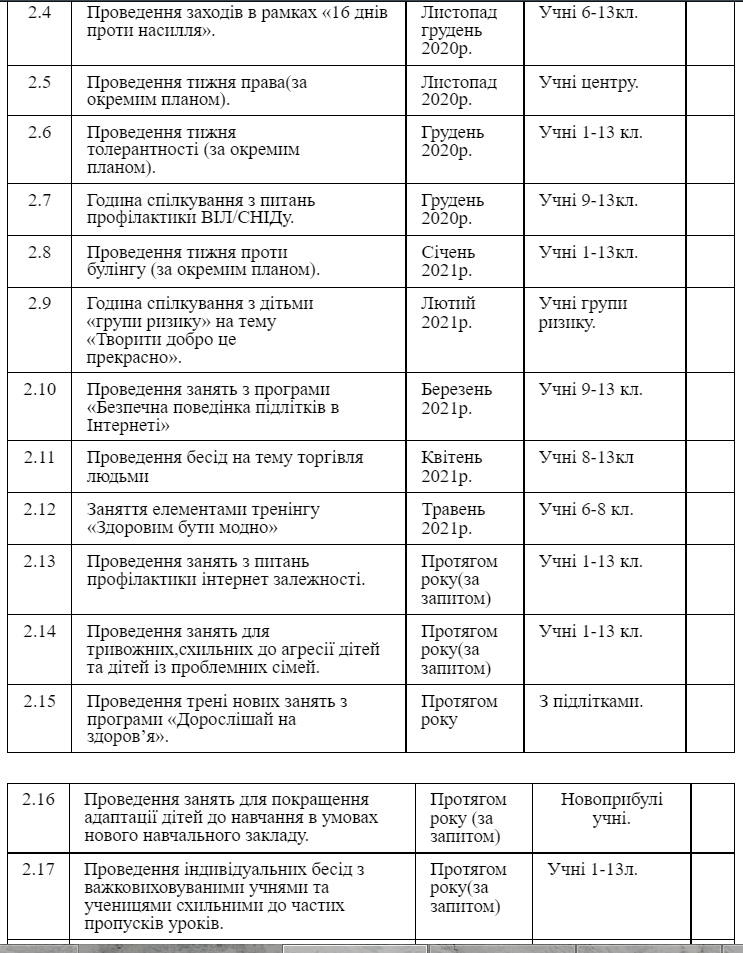 2.4 Проведення заходів в рамках «16 днів Листопад Учні 6-13кл.
проти насилля». грудень
2020р.
2.5 Проведення тижня права(за Листопад Учні центру.
окремим планом). 2020р.
2.6 Проведення тижня Грудень Учні 1-13 кл.
толерантності (за окремим 2020р.
планом).
2.7 Година спілкування з питань Грудень Учні 9-13кл.
профілактики ВІЛ/СНІДу. 2020р.
2.8 Проведення тижня проти Січень Учні 1-13кл.
булінгу (за окремим планом). 2021р.
2.9 Година спілкування з дітьми Лютий Учні групи
«групи ризику» на тему 2021р. ризику.
«Творити добро це
прекрасно».
2.10 Проведення занять з програми Березень Учні 9-13 кл.
«Безпечна поведінка підлітків в 2021р.
Інтернеті»
2.11 Проведення бесід на тему торгівля Квітень Учні 8-13кл
людьми 2021р.
2.12 Заняття елементами тренінгу Травень Учні 6-8 кл.
«Здоровим бути модно» 2021р.
2.13 Проведення занять з питань Протягом Учні 1-13 кл.
профілактики інтернет залежності. року(за
запитом)
2.14 Проведення занять для Протягом Учні 1-13 кл.
тривожних,схильних до агресії дітей року(за
та дітей із проблемних сімей. запитом)
2.15 Проведення трені нових занять з Протягом З підлітками.
програми «Дорослішай на року
здоров’я».
2.16 Проведення занять для покращення Протягом Новоприбулі
адаптації дітей до навчання в умовах року (за учні.
нового навчального закладу. запитом)
2.17 Проведення індивідуальних бесід з Протягом Учні 1-13л.
важковиховуваними учнями та року(за
ученицями схильними до частих запитом)
пропусків уроків.